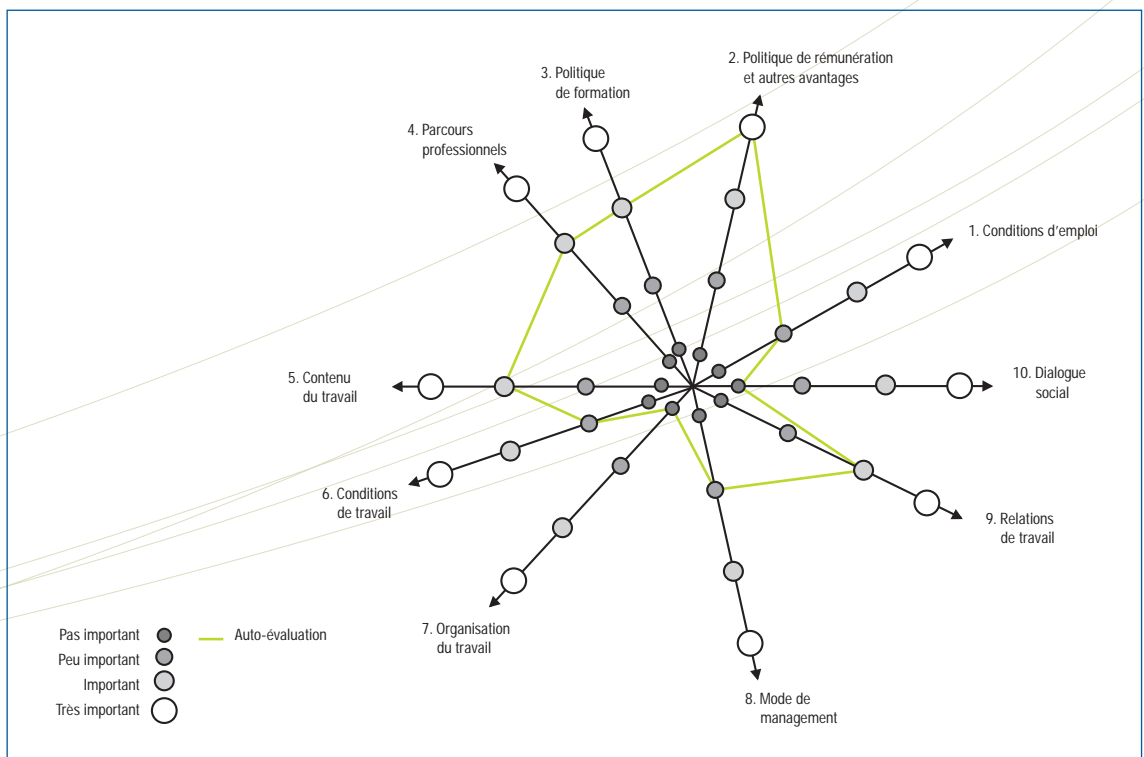 2. Politique de rémunération
et autres avantages
3. Politique
de formation
4. Parcours
professionnels
1. Conditions d'emploi
5. Contenu
du travail
10. Dialogue
social
6. Conditions
de travail
9. Relations
de travail
7. Organisation
du travail
8. Mode de
management
Pas important
Auto-évaluation
Peu important
Important
Très important